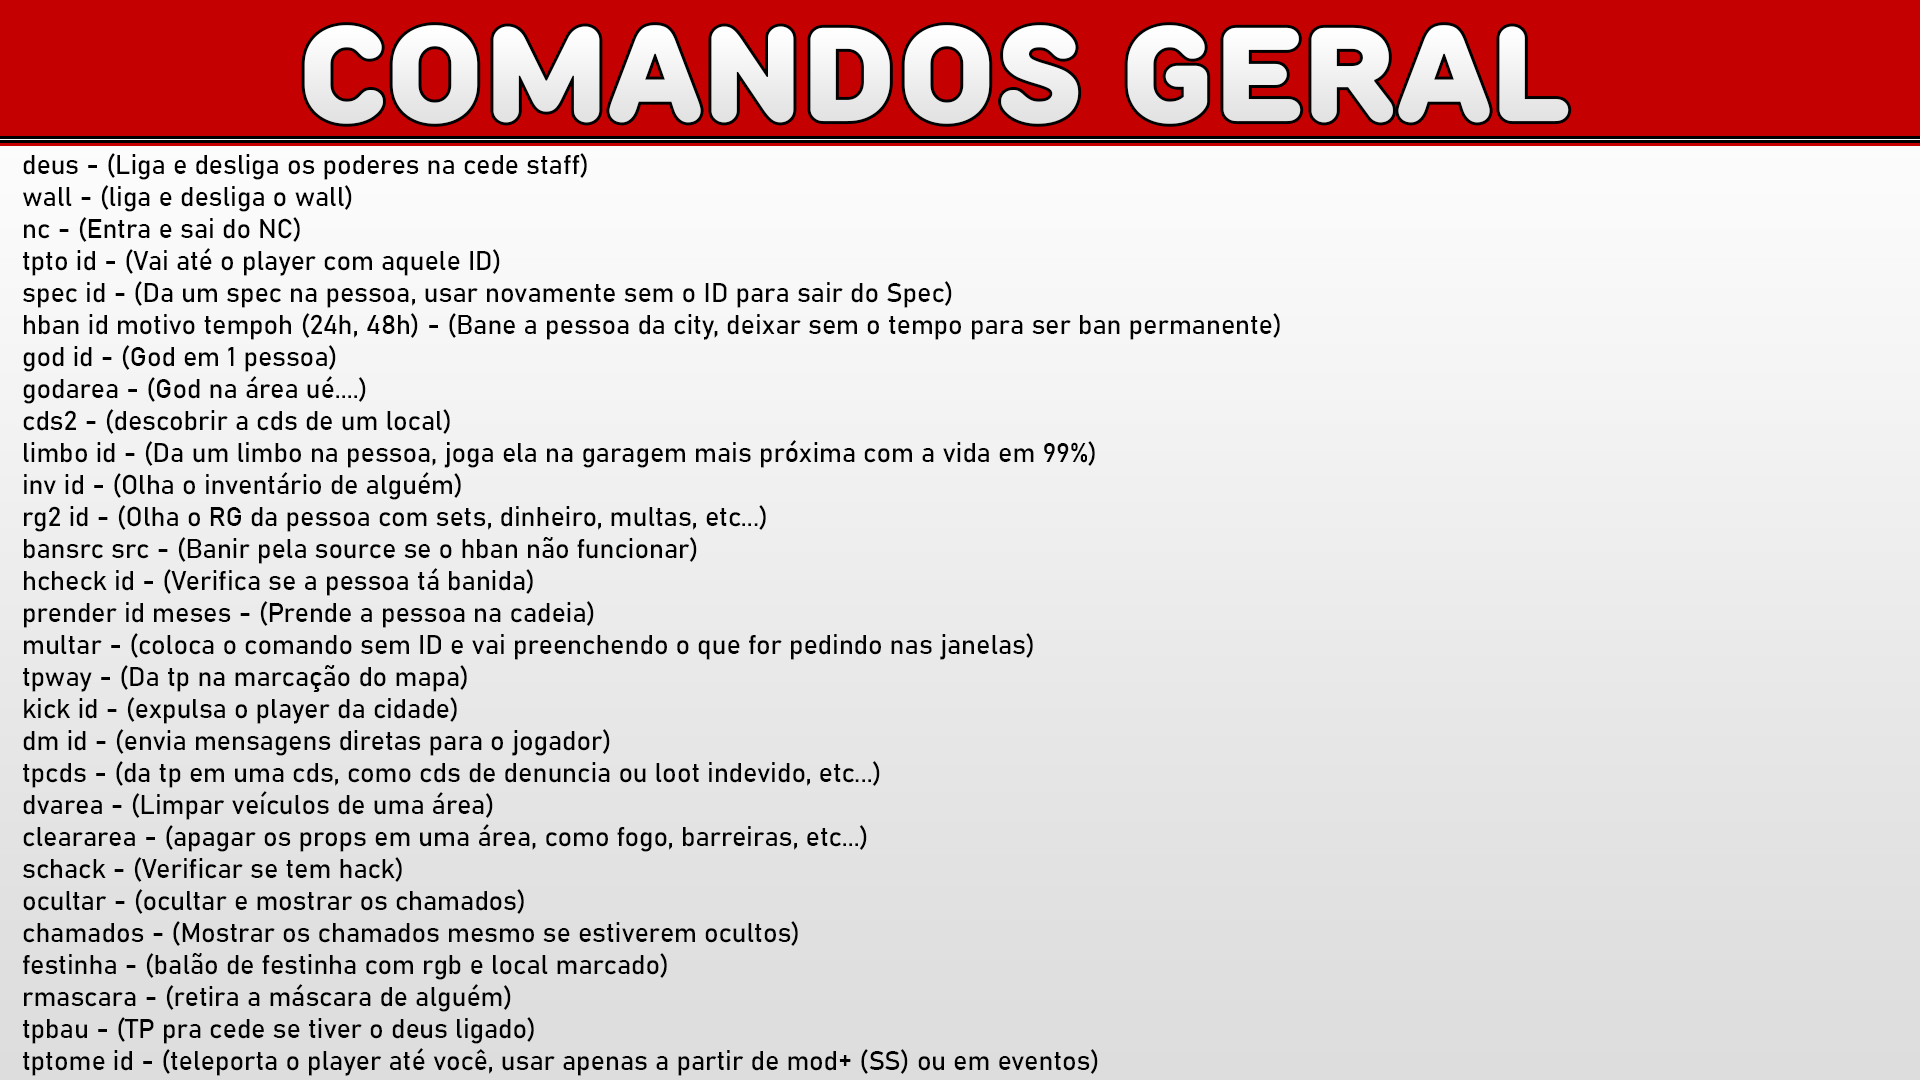 COMANDOS GERAL
deus - (Liga e desliga os poderes na cede staff)
wall - (liga e desliga o wall)
nc - (Entra e sai do NC)
tpto id - (Vai até o player com aquele ID)
spec id - (Da um spec na pessoa, usar novamente sem o ID para sair do Spec)
hban id motivo tempoh (24h, 48h) - (Bane a pessoa da city, deixar sem o tempo para ser ban permanente)
god id - (God em 1 pessoa)
godarea - (God na área ué....)
cds2 - (descobrir a cds de um local)
limbo id - (Da um limbo na pessoa, joga ela na garagem mais próxima com a vida em 99%)
inv id - (Olha o inventário de alguém)
rg2 id - (Olha o RG da pessoa com sets, dinheiro, multas, etc...)
bansrc src - (Banir pela source se o hban não funcionar)
hcheck id - (Verifica se a pessoa tá banida)
prender id meses - (Prende a pessoa na cadeia)
multar - (coloca o comando sem ID e vai preenchendo o que for pedindo nas janelas)
tpway - (Da tp na marcação do mapa)
kick id - (expulsa o player da cidade)
dm id - (envia mensagens diretas para o jogador)
tpcds - (da tp em uma cds, como cds de denuncia ou loot indevido, etc...)
dvarea - (Limpar veículos de uma área)
cleararea - (apagar os props em uma área, como fogo, barreiras, etc...)
schack - (Verificar se tem hack)
ocultar - (ocultar e mostrar os chamados)
chamados - (Mostrar os chamados mesmo se estiverem ocultos)
festinha - (balão de festinha com rgb e local marcado)
rmascara - (retira a máscara de alguém)
tpbau - (TP pra cede se tiver o deus ligado)
tptome id - (teleporta o player até você, usar apenas a partir de mod+ (SS) ou em eventos)